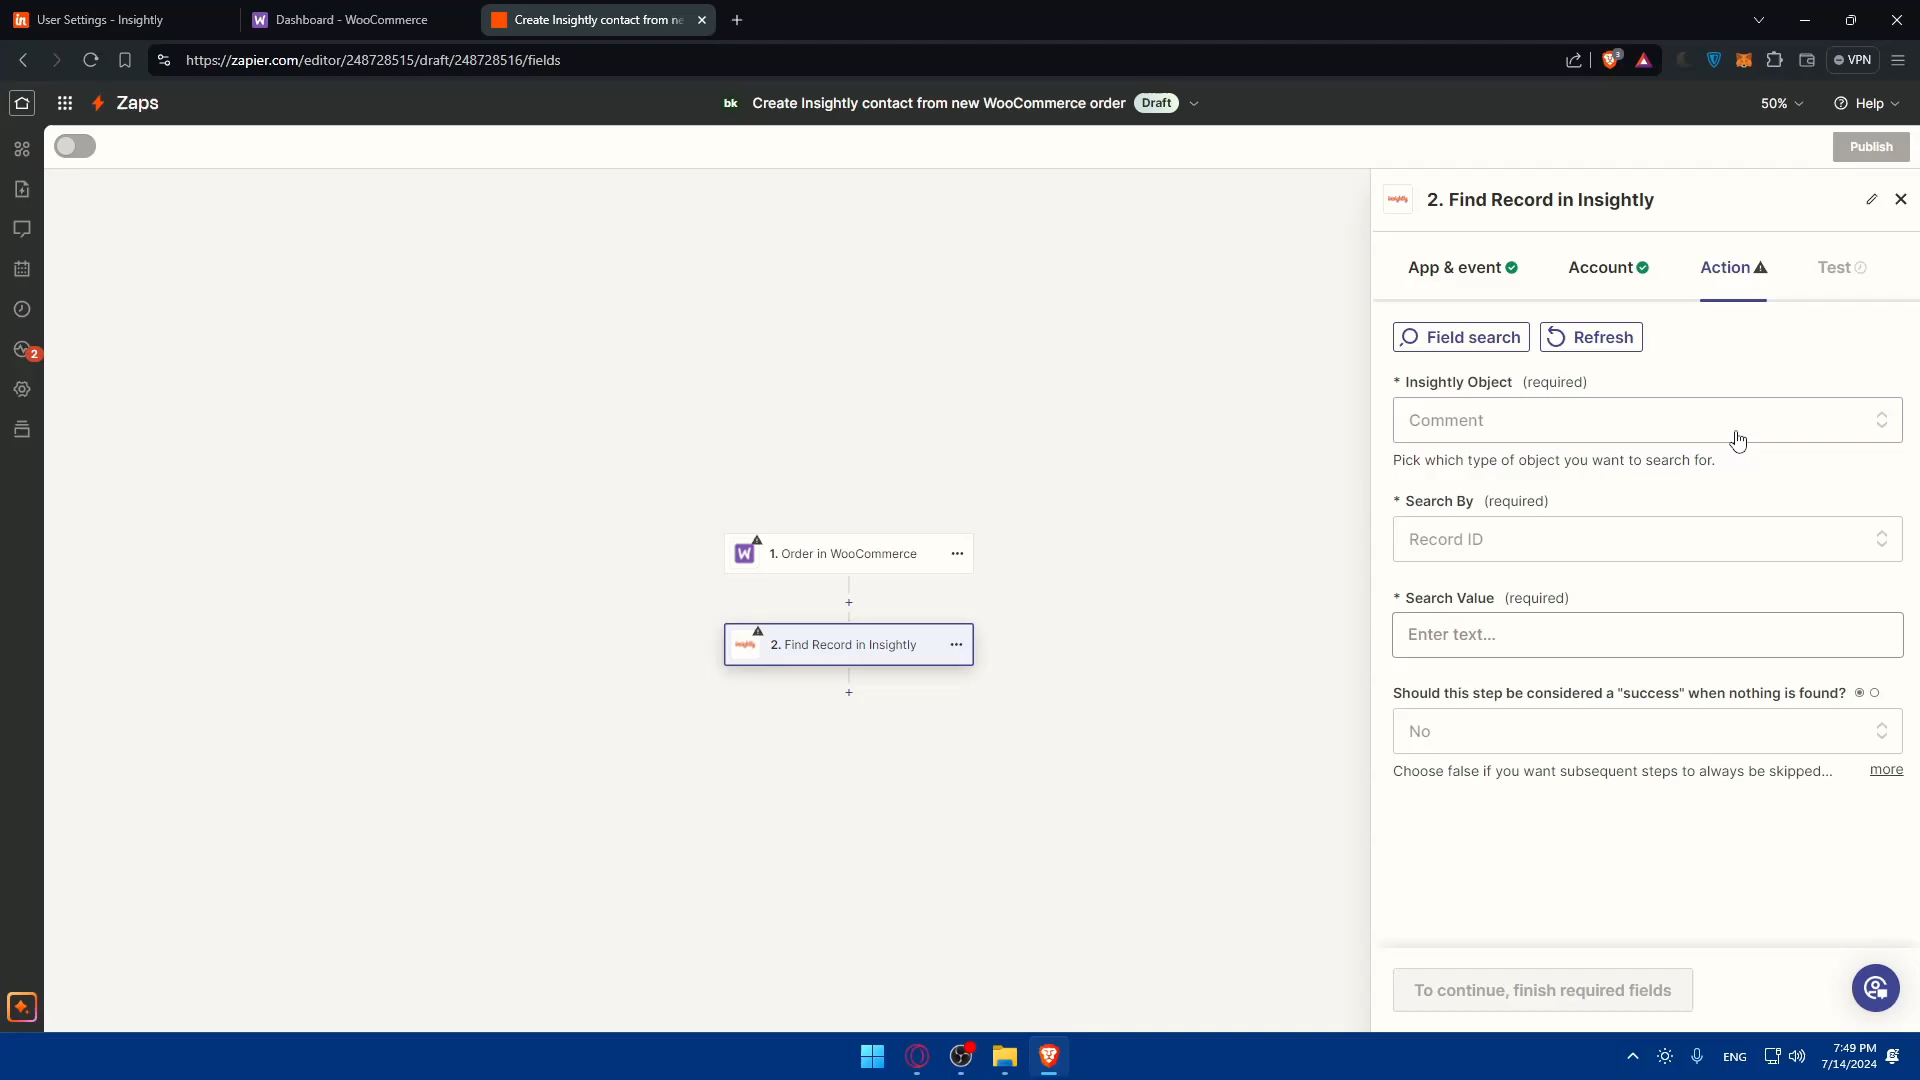 User Settings - Insightly
Dashboard - WooCommerce
Create Insightly contact from ne
https://zapier.com/editor/248728515/draft/248728516/fields
3
VPN
Zaps
bk
Create Insightly contact from new WooCommerce order
Draft
50%
Help
Publish
insightly
2. Find Record in Insightly
App & event
Account
Action
Test
Field search
Refresh
* Insightly Object (required)
Comment
Pick which type of object you want to search for.
* Search By (required)
Record ID
* Search Value (required)
Enter text...
Should this step be considered a "success" when nothing is found?
No
Choose false if you want subsequent steps to always be skipped...
more
To continue, finish required fields
1. Order in WooCommerce
insightly
2. Find Record in Insightly
2
ENG
7:49 PM
7/14/2024